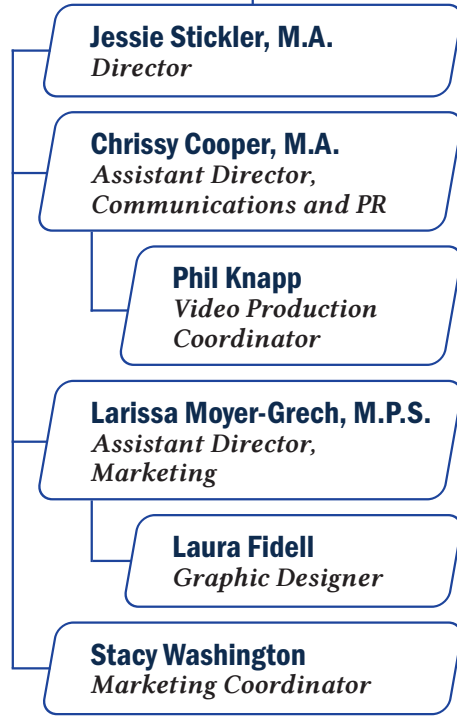 Jessie Stickler, M.A.
Director
Chrissy Cooper, M.A.
Assistant Director,
Communications and PR
Phil Knapp
Video Production
Coordinator
Larissa Moyer-Grech, M.P.S.
Assistant Director,
Marketing
Laura Fidell
Graphic Designer
Stacy Washington
Marketing Coordinator